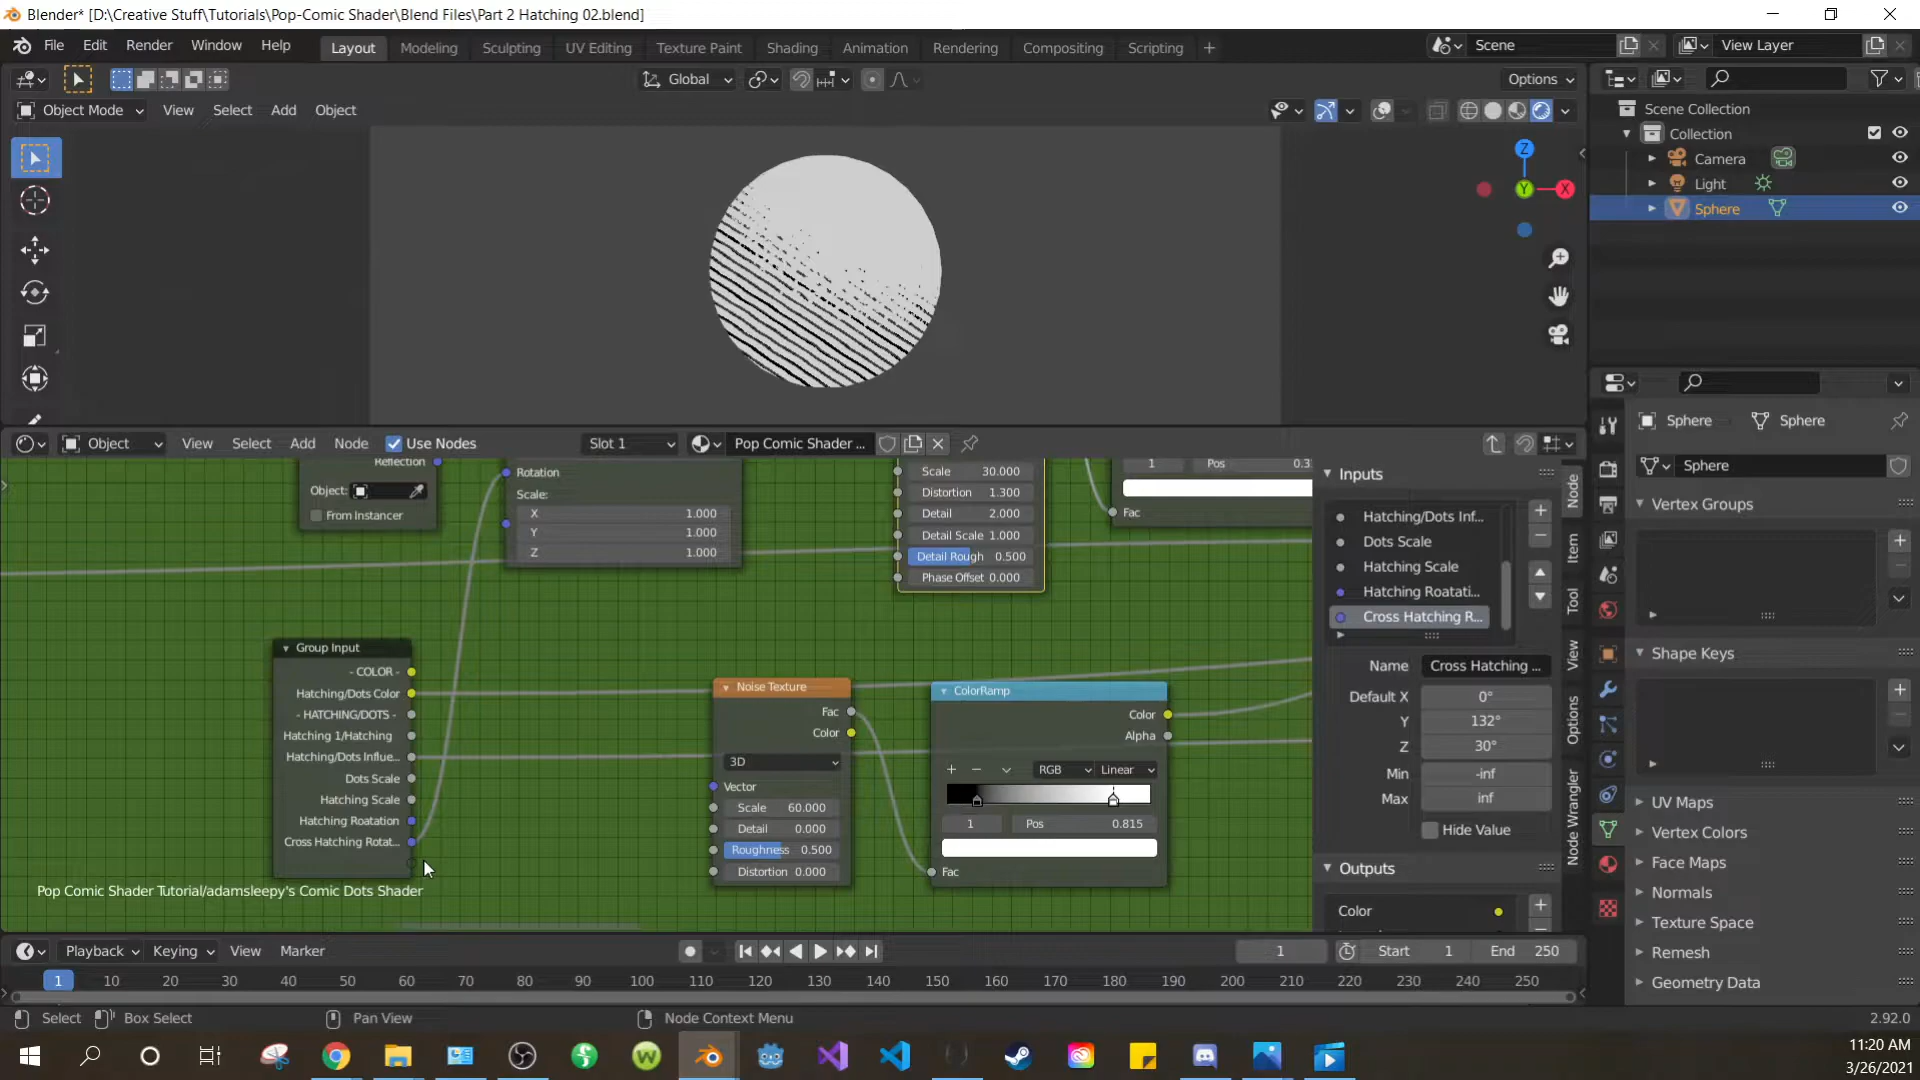 Blender* [D:\Creative Stuff\Tutorials\Pop-Comic Shader\Blend Files\Part 2 Hatching 02.blend]
File Edit Render Window Help Layout Modeling Sculpting UV Editing Texture Paint Shading Animation Rendering Compositing Scripting + Scene View Layer
Global Options
Object Mode View Select Add Object
Z
Y
X
Scene Collection
Collection
Camera
Light
Sphere
Object View Select Add Node Use Nodes Slot 1 Pop Comic Shader ...
Reflection
Object:
From Instancer
Rotation
Scale:
X 1.000
Y 1.000
Z 1.000
Scale 30.000
Distortion 1.300
Detail 2.000
Detail Scale 1.000
Detail Rough 0.500
Phase Offset 0.000
1 Pos 0.3
Fac
Group Input
- COLOR -
Hatching/Dots Color
- HATCHING/DOTS -
Hatching 1/Hatching
Hatching/Dots Influe...
Dots Scale
Hatching Scale
Hatching Roatation
Cross Hatching Rotat...
Pop Comic Shader Tutorial/adamsleepy's Comic Dots Shader
Noise Texture
Fac
Color
3D
Vector
Scale 60.000
Detail 0.000
Roughness 0.500
Distortion 0.000
ColorRamp
Color
Alpha
RGB Linear
1 Pos 0.815
Fac
Inputs
Hatching/Dots Inf...
Dots Scale
Hatching Scale
Hatching Roatati...
Cross Hatching R...
Name Cross Hatching ...
Default X 0°
Y 132°
Z 30°
Min -inf
Max inf
Hide Value
Outputs
Color
Node
Item
Tool
View
Options
Node Wrangler
Sphere Sphere
Sphere
Vertex Groups
Shape Keys
UV Maps
Vertex Colors
Face Maps
Normals
Texture Space
Remesh
Geometry Data
Playback Keying View Marker 1 Start 1 End 250
1 10 20 30 40 50 60 70 80 90 100 110 120 130 140 150 160 170 180 190 200 210 220 230 240 250
Select Box Select Pan View Node Context Menu 2.92.0
11:20 AM
3/26/2021